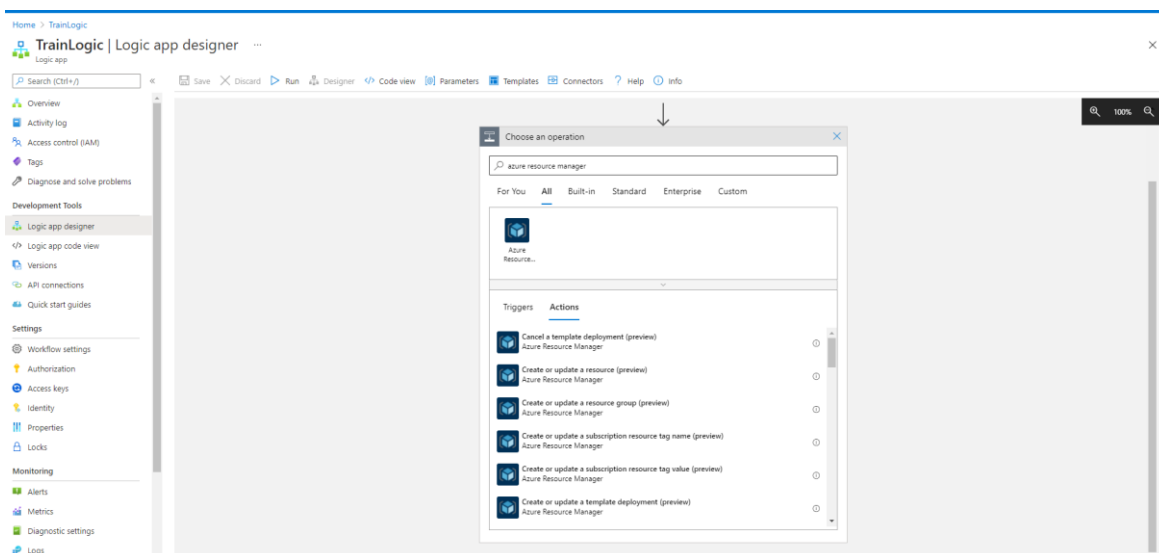 Home > TrainLogic
TrainLogic | Logic app designer ...
Logic app
Search (Ctrl+/)
«
Overview
Activity log
Access control (IAM)
Tags
Diagnose and solve problems
Development Tools
Logic app designer
Logic app code view
Versions
API connections
Quick start guides
Settings
Workflow settings
Authorization
Access keys
Identity
Properties
Locks
Monitoring
Alerts
Metrics
Diagnostic settings
Logs
Save Discard Run Designer Code view Parameters Templates Connectors Help Info
100%
Choose an operation
azure resource manager
For You All Built-in Standard Enterprise Custom
Azure
Resource...
Triggers Actions
Cancel a template deployment (preview)
Azure Resource Manager
Create or update a resource (preview)
Azure Resource Manager
Create or update a resource group (preview)
Azure Resource Manager
Create or update a subscription resource tag name (preview)
Azure Resource Manager
Create or update a subscription resource tag value (preview)
Azure Resource Manager
Create or update a template deployment (preview)
Azure Resource Manager